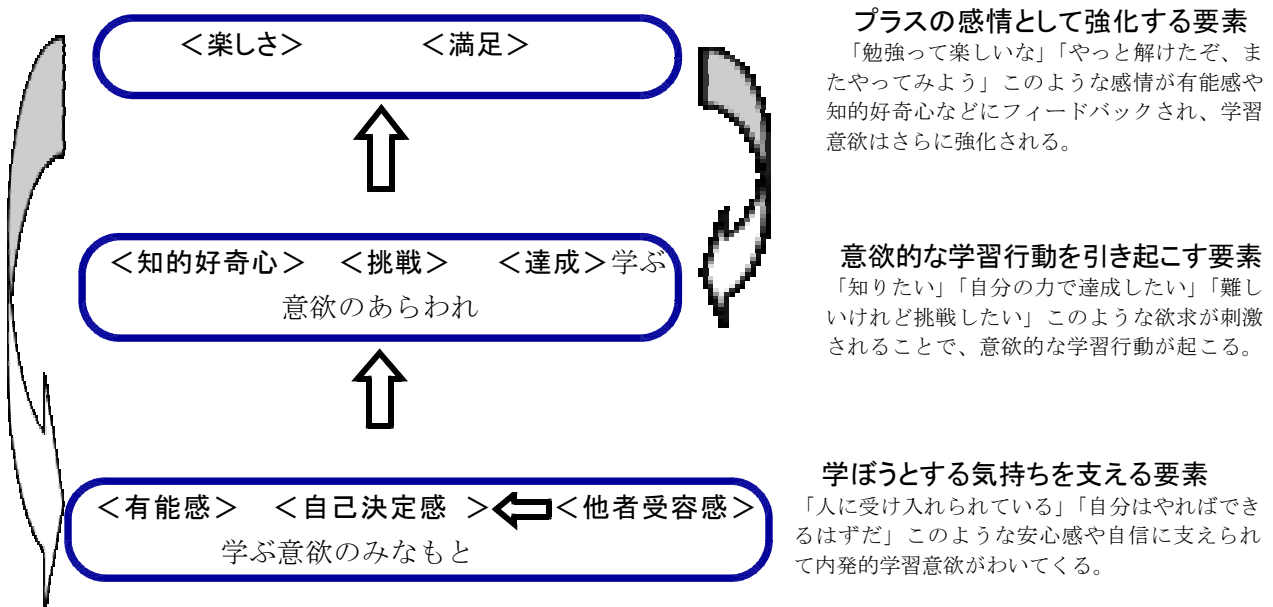 ＜楽しさ＞ ＜満足＞
プラスの感情として強化する要素
「勉強って楽しいな」「やっと解けたぞ、ま
たやってみよう」このような感情が有能感や
知的好奇心などにフィードバックされ、学習
意欲はさらに強化される。
＜知的好奇心＞ ＜挑戦＞ ＜達成＞学ぶ
意欲のあらわれ
意欲的な学習行動を引き起こす要素
「知りたい」「自分の力で達成したい」「難し
いけれど挑戦したい」このような欲求が刺激
されることで、意欲的な学習行動が起こる。
＜有能感＞ ＜自己決定感 ＞ ＜他者受容感＞
学ぶ意欲のみなもと
学ぼうとする気持ちを支える要素
「人に受け入れられている」「自分はやればでき
るはずだ」このような安心感や自信に支えられ
て内発的学習意欲がわいてくる。